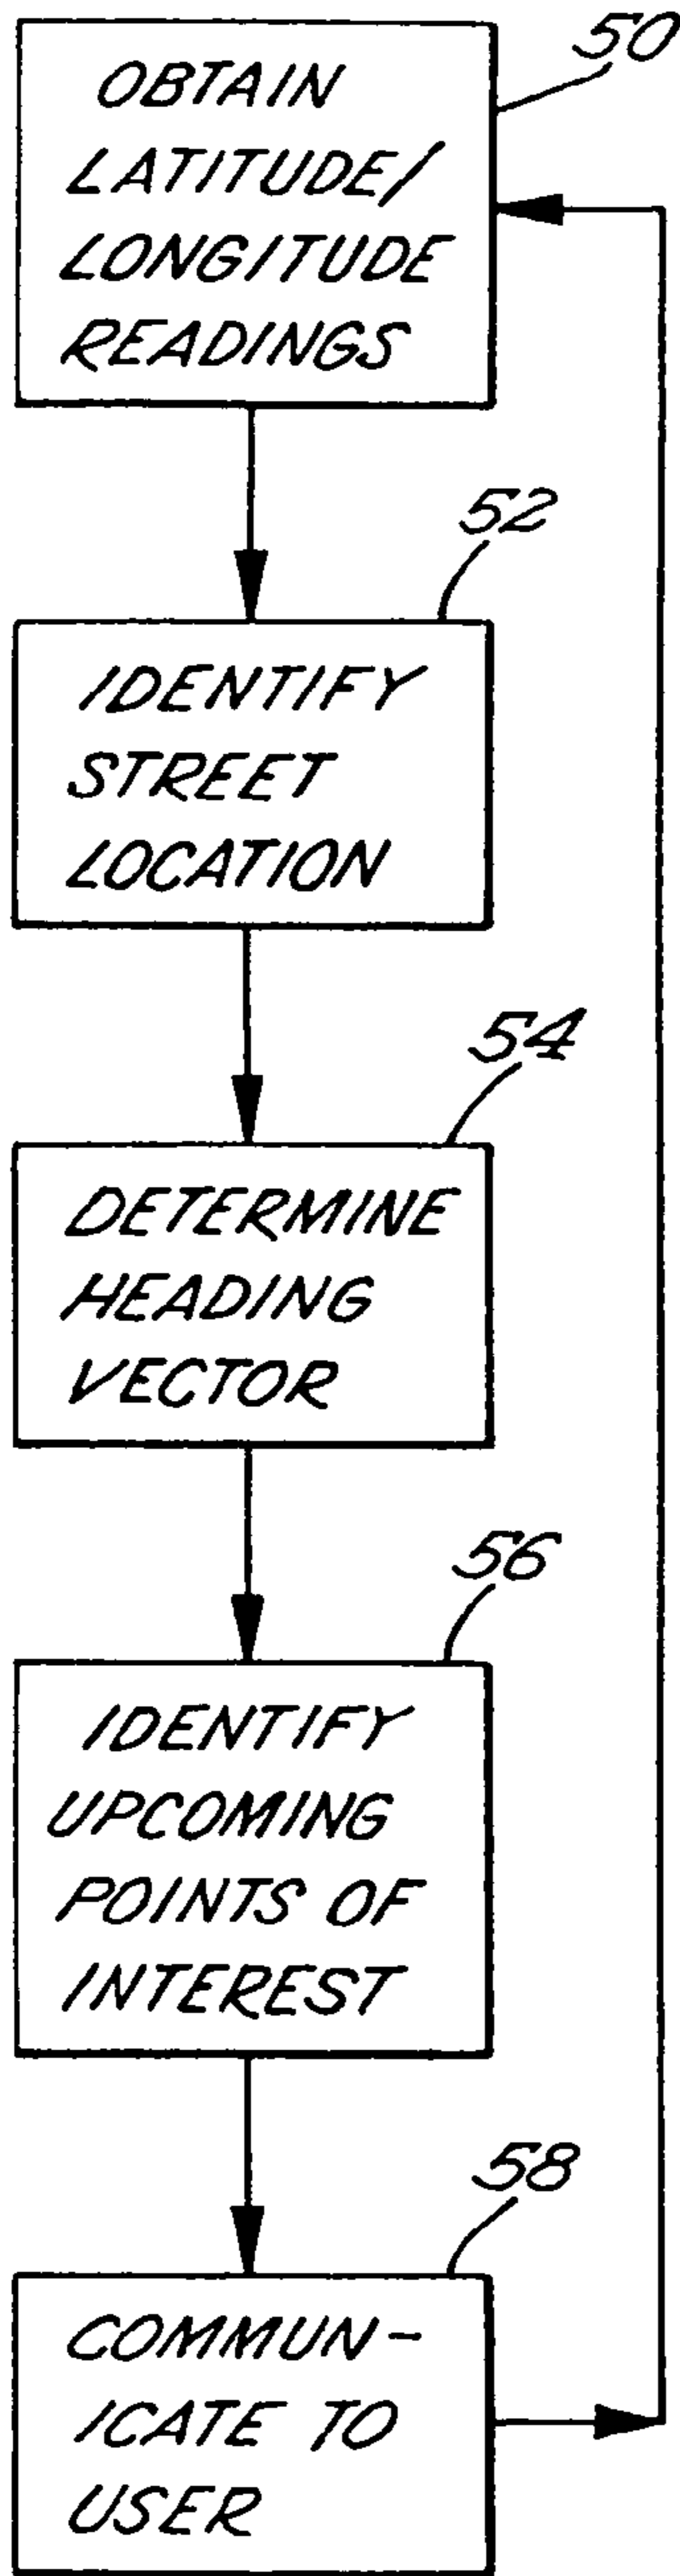 50
OBTAIN
LATITUDE/
LONGITUDE
READINGS
52
IDENTIFY
STREET
LOCATION
54
DETERMINE
HEADING
VECTOR
56
IDENTIFY
UPCOMING
POINTS OF
INTEREST
58
COMMUN-
ICATE TO
USER